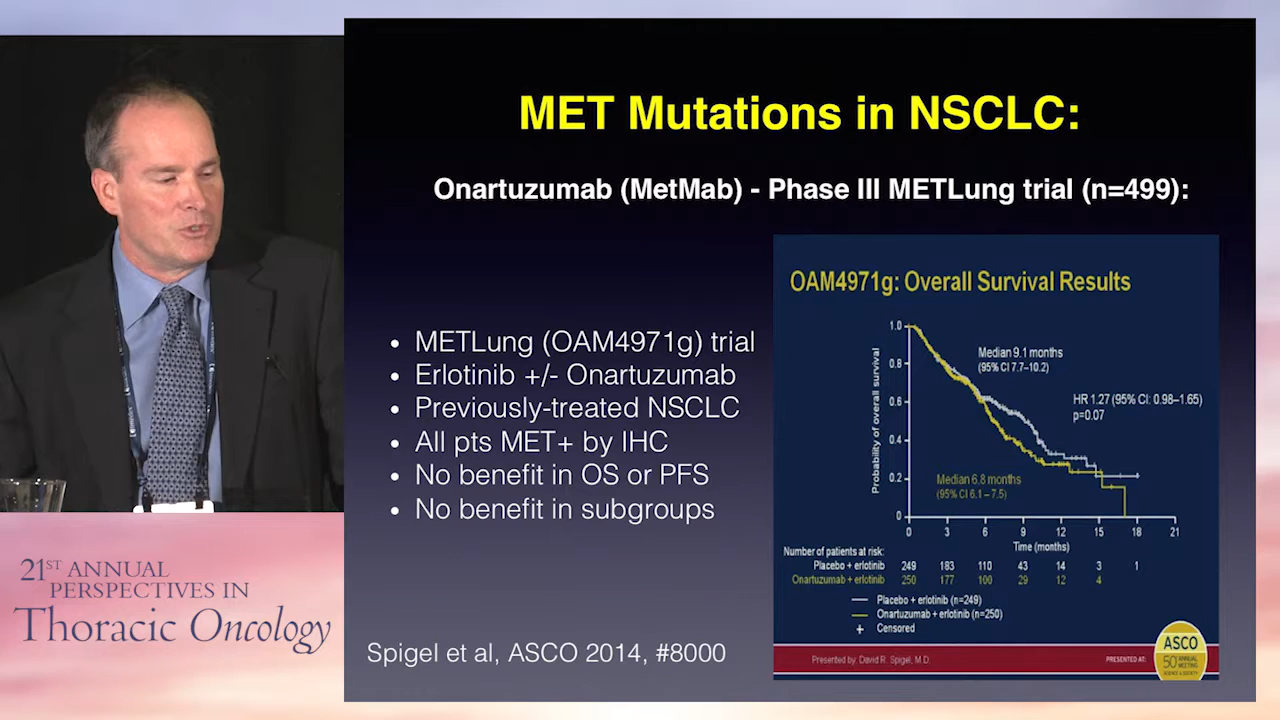 MET Mutations in NSCLC:
Onartuzumab (MetMab) - Phase III METLung trial (n=499):
• METLung (OAM4971g) trial
• Erlotinib +/- Onartuzumab
• Previously-treated NSCLC
• All pts MET+ by IHC
• No benefit in OS or PFS
• No benefit in subgroups
Spigel et al, ASCO 2014, #8000
OAM4971g: Overall Survival Results
Probability of overall survival
1.0
0.8
0.6
0.4
0.2
0
Median 9.1 months
(95% CI 7.7–10.2)
HR 1.27 (95% CI: 0.98–1.65)
p=0.07
Median 6.8 months
(95% CI 6.1 – 7.5)
0 3 6 9 12 15 18 21
Time (months)
Number of patients at risk:
Placebo + erlotinib 249 183 110 43 14 3 1
Onartuzumab + erlotinib 250 177 100 29 12 4
Placebo + erlotinib (n=249)
Onartuzumab + erlotinib (n=250)
+ Censored
Presented by: David R. Spigel, M.D.
PRESENTED AT:
ASCO
50TH ANNUAL
MEETING
SCIENCE & SOCIETY
21ST ANNUAL
PERSPECTIVES IN
Thoracic Oncology